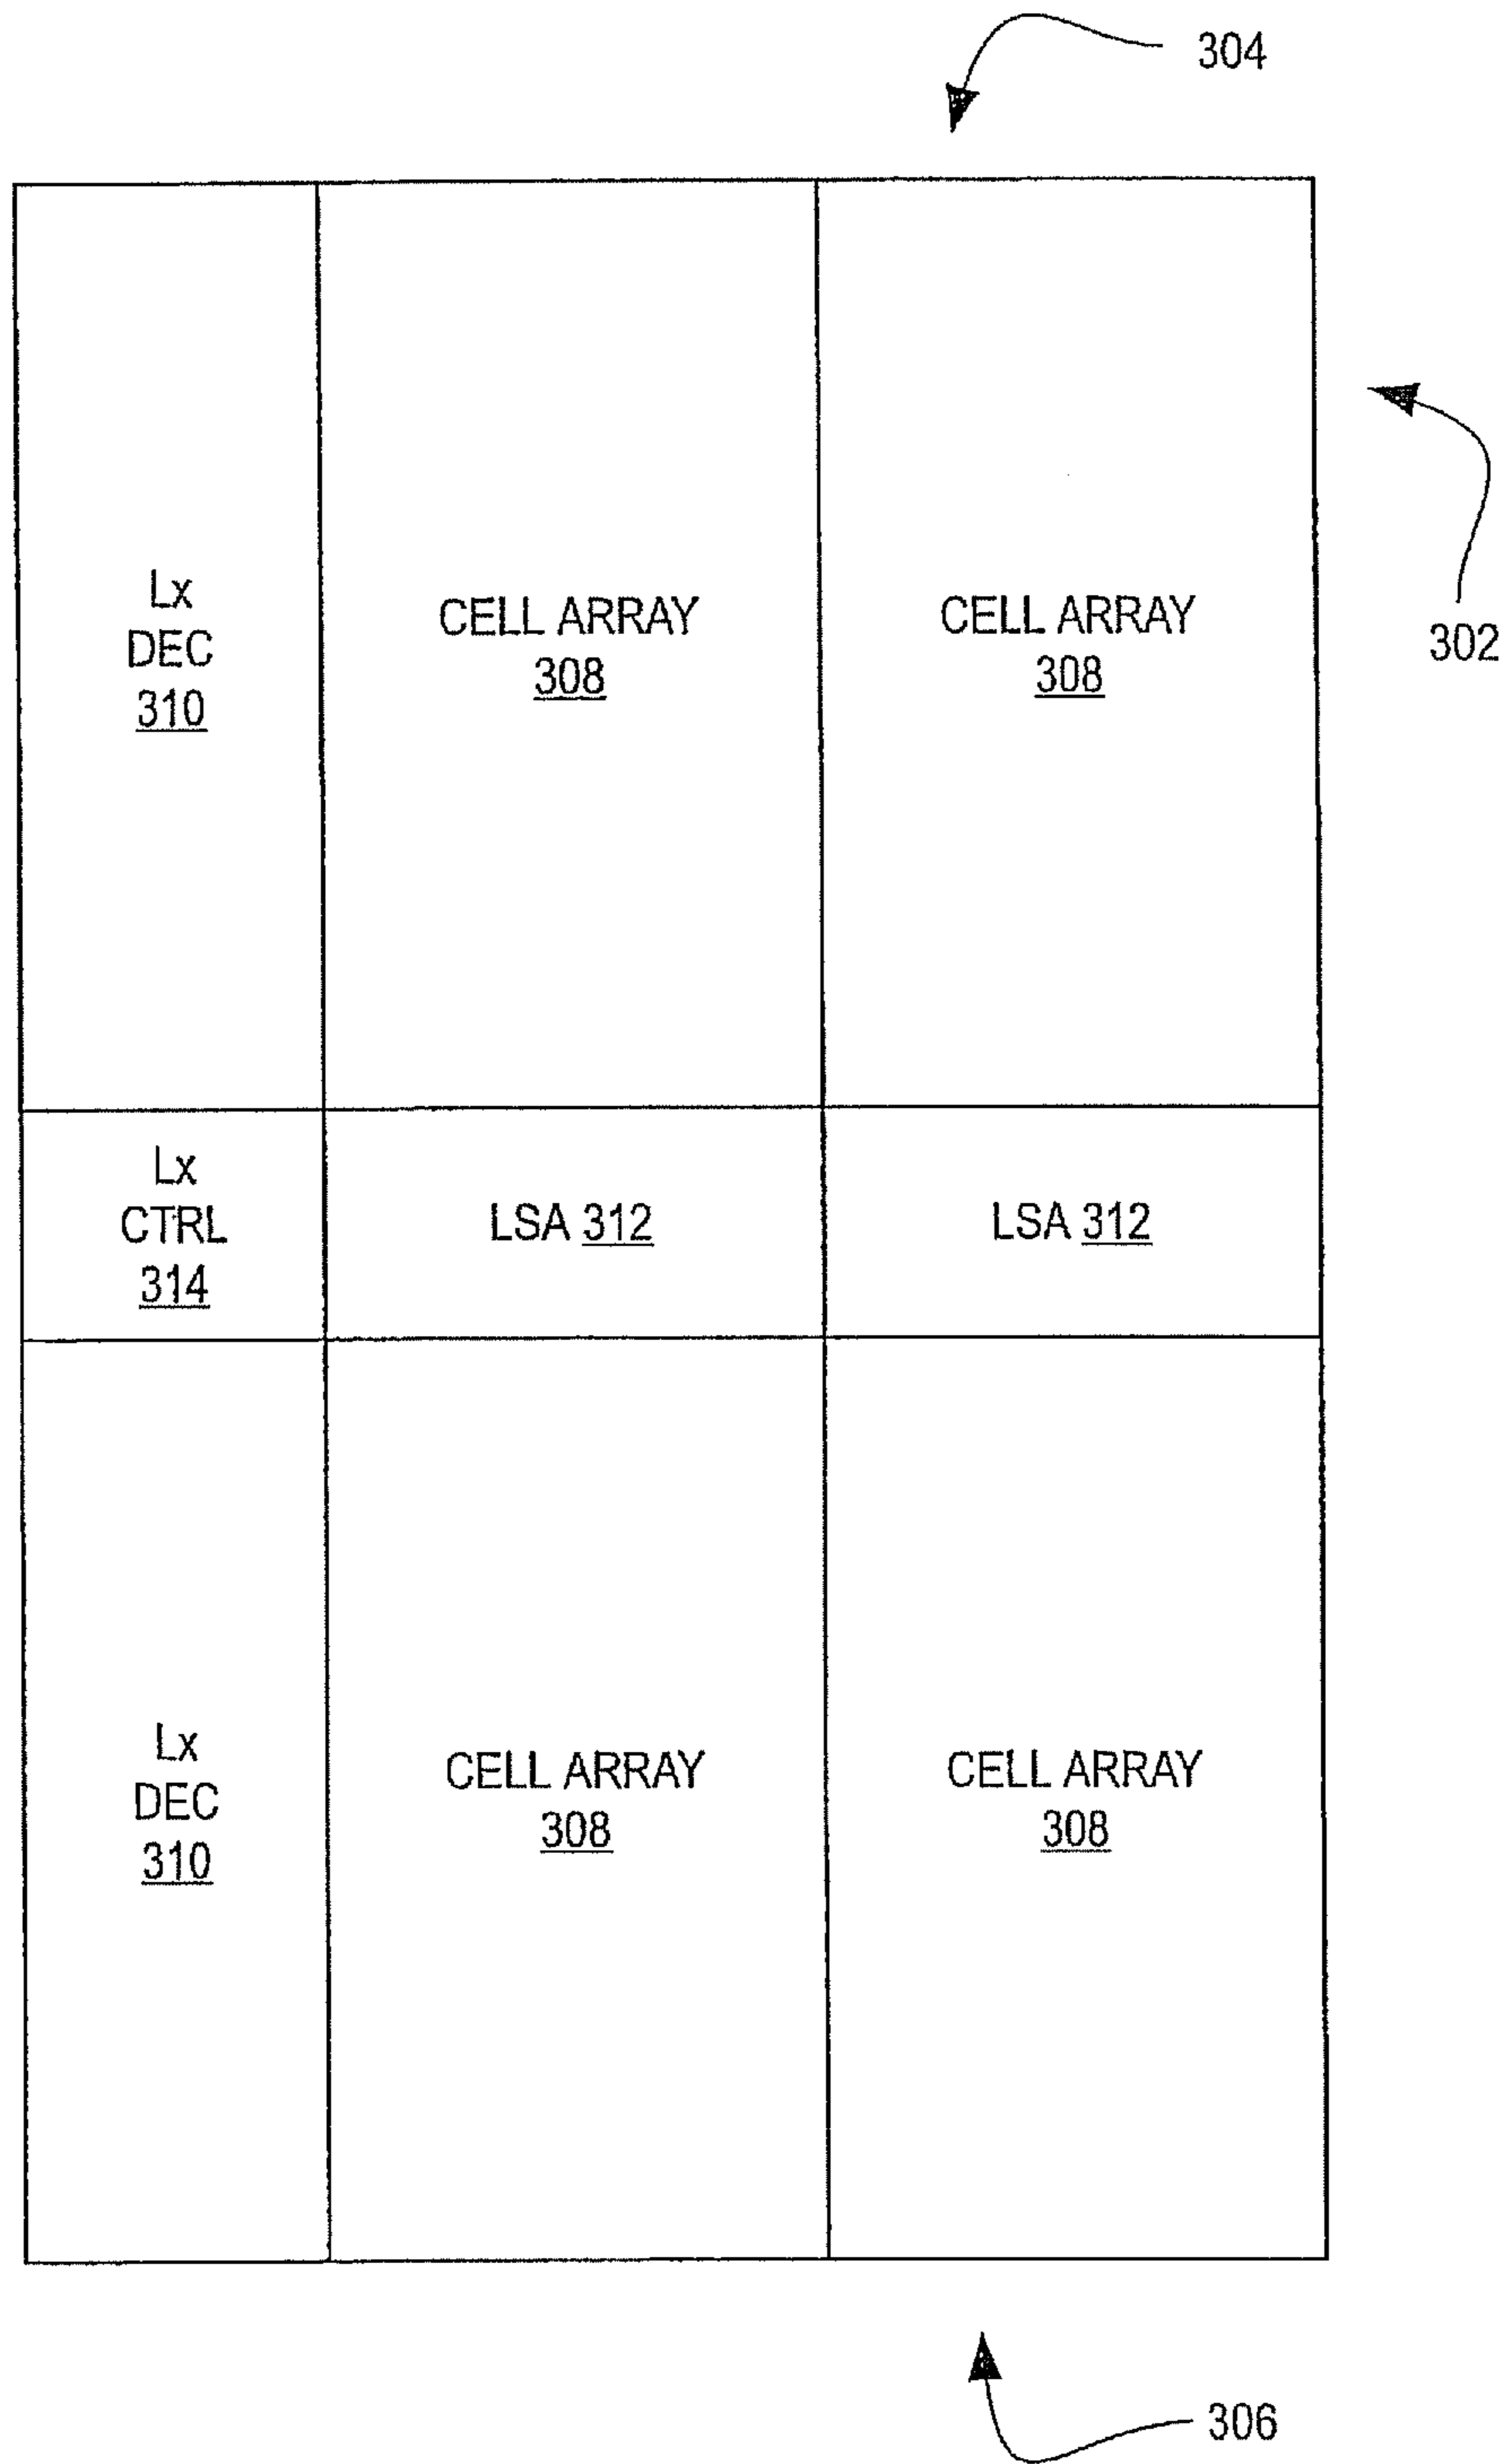 304
302
Lx
DEC
310
CELL ARRAY
308
CELL ARRAY
308
Lx
CTRL
314
LSA 312
LSA 312
Lx
DEC
310
CELL ARRAY
308
CELL ARRAY
308
306